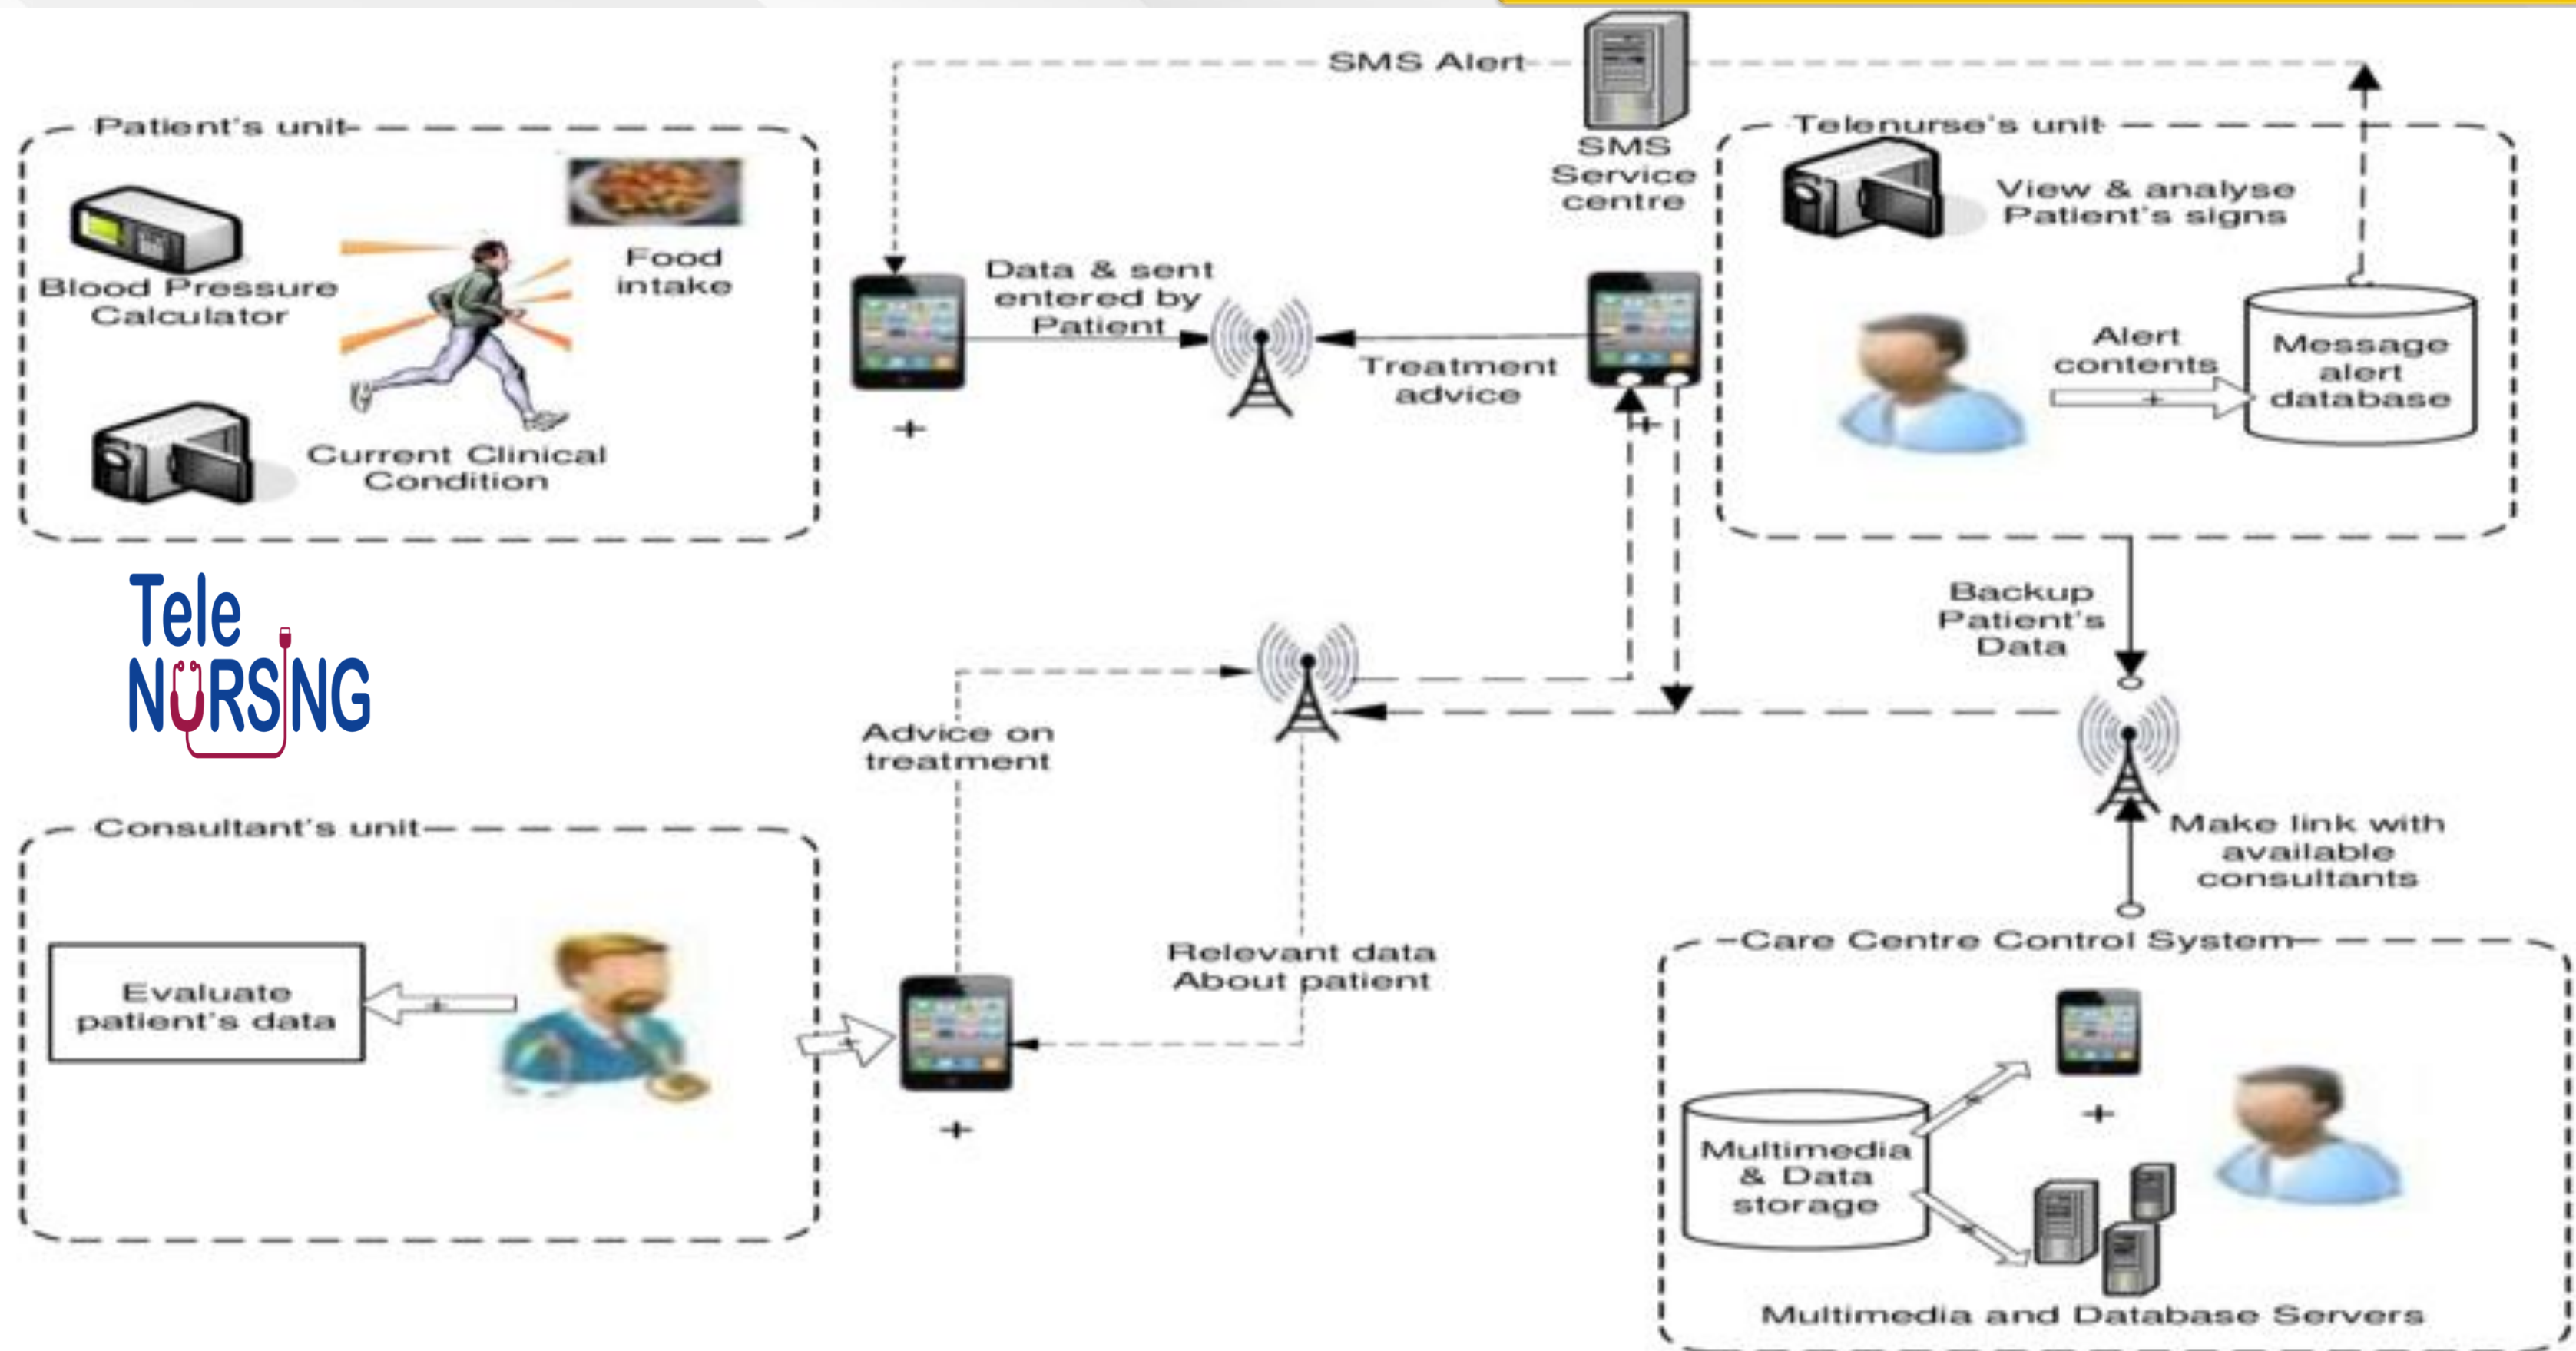 SMS Alert
SMS
Service
centre
Patient's unit
Blood Pressure
Calculator
Food
intake
Current Clinical
Condition
Data & sent
entered by
Patient
Treatment
advice
Telenurse's unit
View & analyse
Patient's signs
Alert
contents
Message
alert
database
Backup
Patient's
Data
Tele
NURSING
Advice on
treatment
Relevant data
About patient
Make link with
available
consultants
Consultant's unit
Evaluate
patient's data
Care Centre Control System
Multimedia
& Data
storage
Multimedia and Database Servers